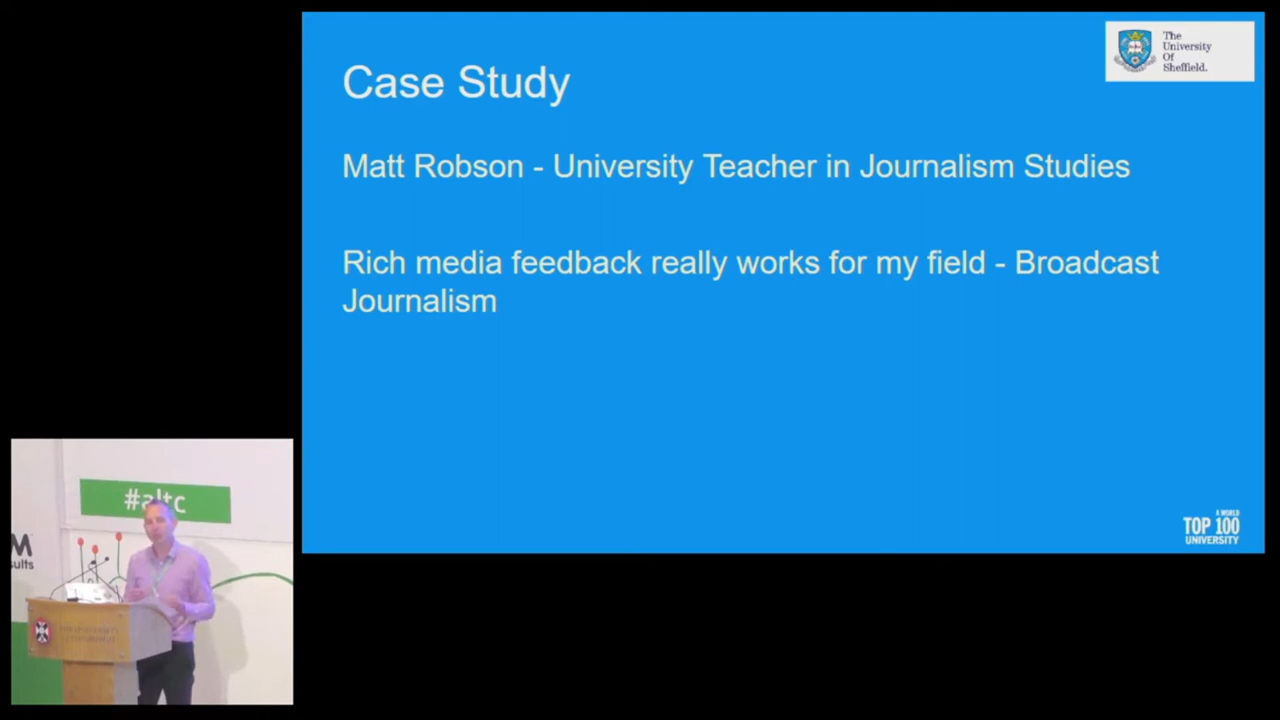 The
University
Of
Sheffield.
Case Study
Matt Robson - University Teacher in Journalism Studies
Rich media feedback really works for my field - Broadcast
Journalism
A WORLD
TOP 100
UNIVERSITY
#altc